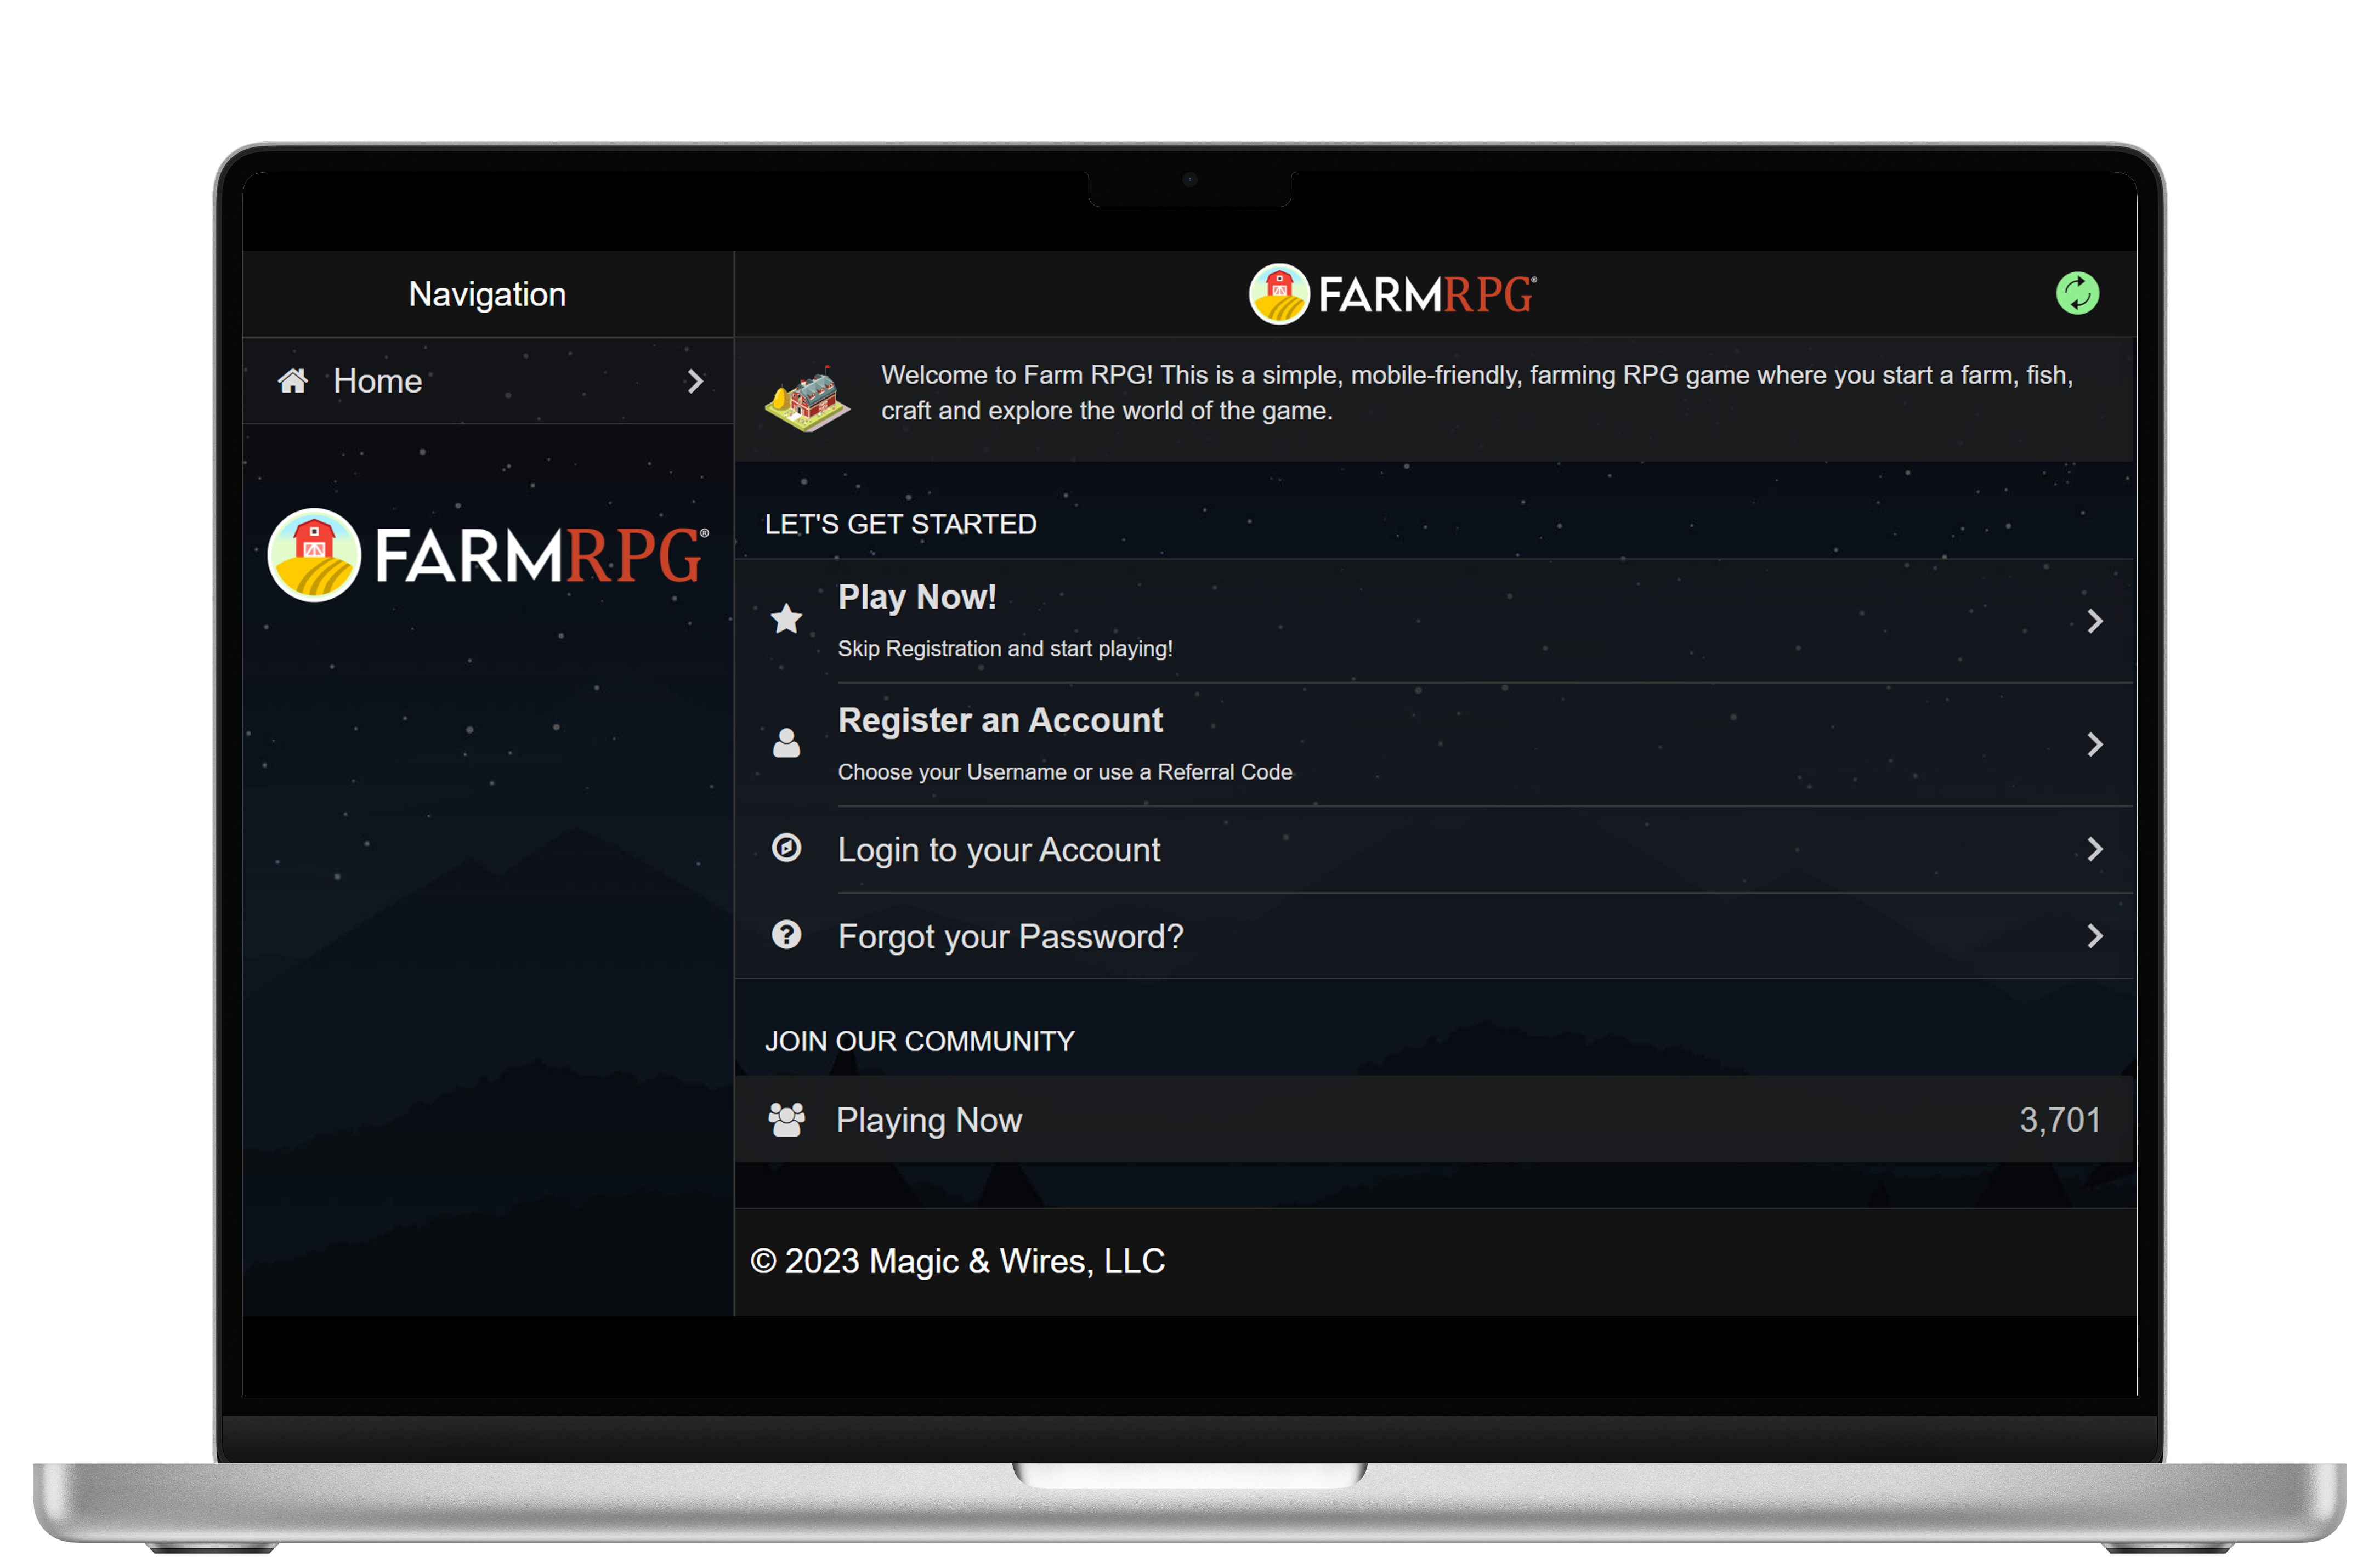 Navigation
FARMRPG®
Home
Welcome to Farm RPG! This is a simple, mobile-friendly, farming RPG game where you start a farm, fish,
craft and explore the world of the game.
FARMRPG®
LET'S GET STARTED
Play Now!
Skip Registration and start playing!
Register an Account
Choose your Username or use a Referral Code
Login to your Account
Forgot your Password?
JOIN OUR COMMUNITY
Playing Now 3,701
© 2023 Magic & Wires, LLC